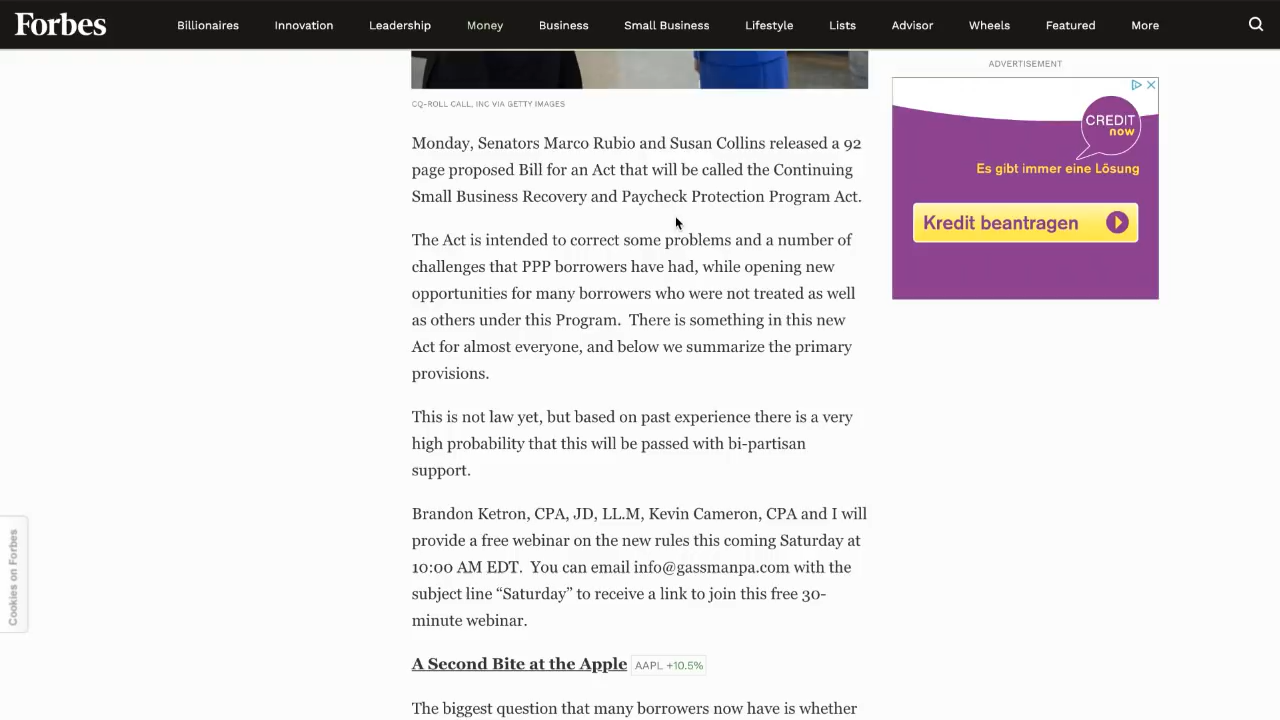 Forbes
Billionaires Innovation Leadership Money Business Small Business Lifestyle Lists Advisor Wheels Featured More
ADVERTISEMENT
CREDIT
now
Es gibt immer eine Lösung
Kredit beantragen
CQ-ROLL CALL, INC VIA GETTY IMAGES
Monday, Senators Marco Rubio and Susan Collins released a 92
page proposed Bill for an Act that will be called the Continuing
Small Business Recovery and Paycheck Protection Program Act.
The Act is intended to correct some problems and a number of
challenges that PPP borrowers have had, while opening new
opportunities for many borrowers who were not treated as well
as others under this Program.  There is something in this new
Act for almost everyone, and below we summarize the primary
provisions.
This is not law yet, but based on past experience there is a very
high probability that this will be passed with bi-partisan
support.
Brandon Ketron, CPA, JD, LL.M, Kevin Cameron, CPA and I will
provide a free webinar on the new rules this coming Saturday at
10:00 AM EDT.  You can email info@gassmanpa.com with the
subject line “Saturday” to receive a link to join this free 30-
minute webinar.
A Second Bite at the Apple AAPL +10.5%
The biggest question that many borrowers now have is whether
Cookies on Forbes